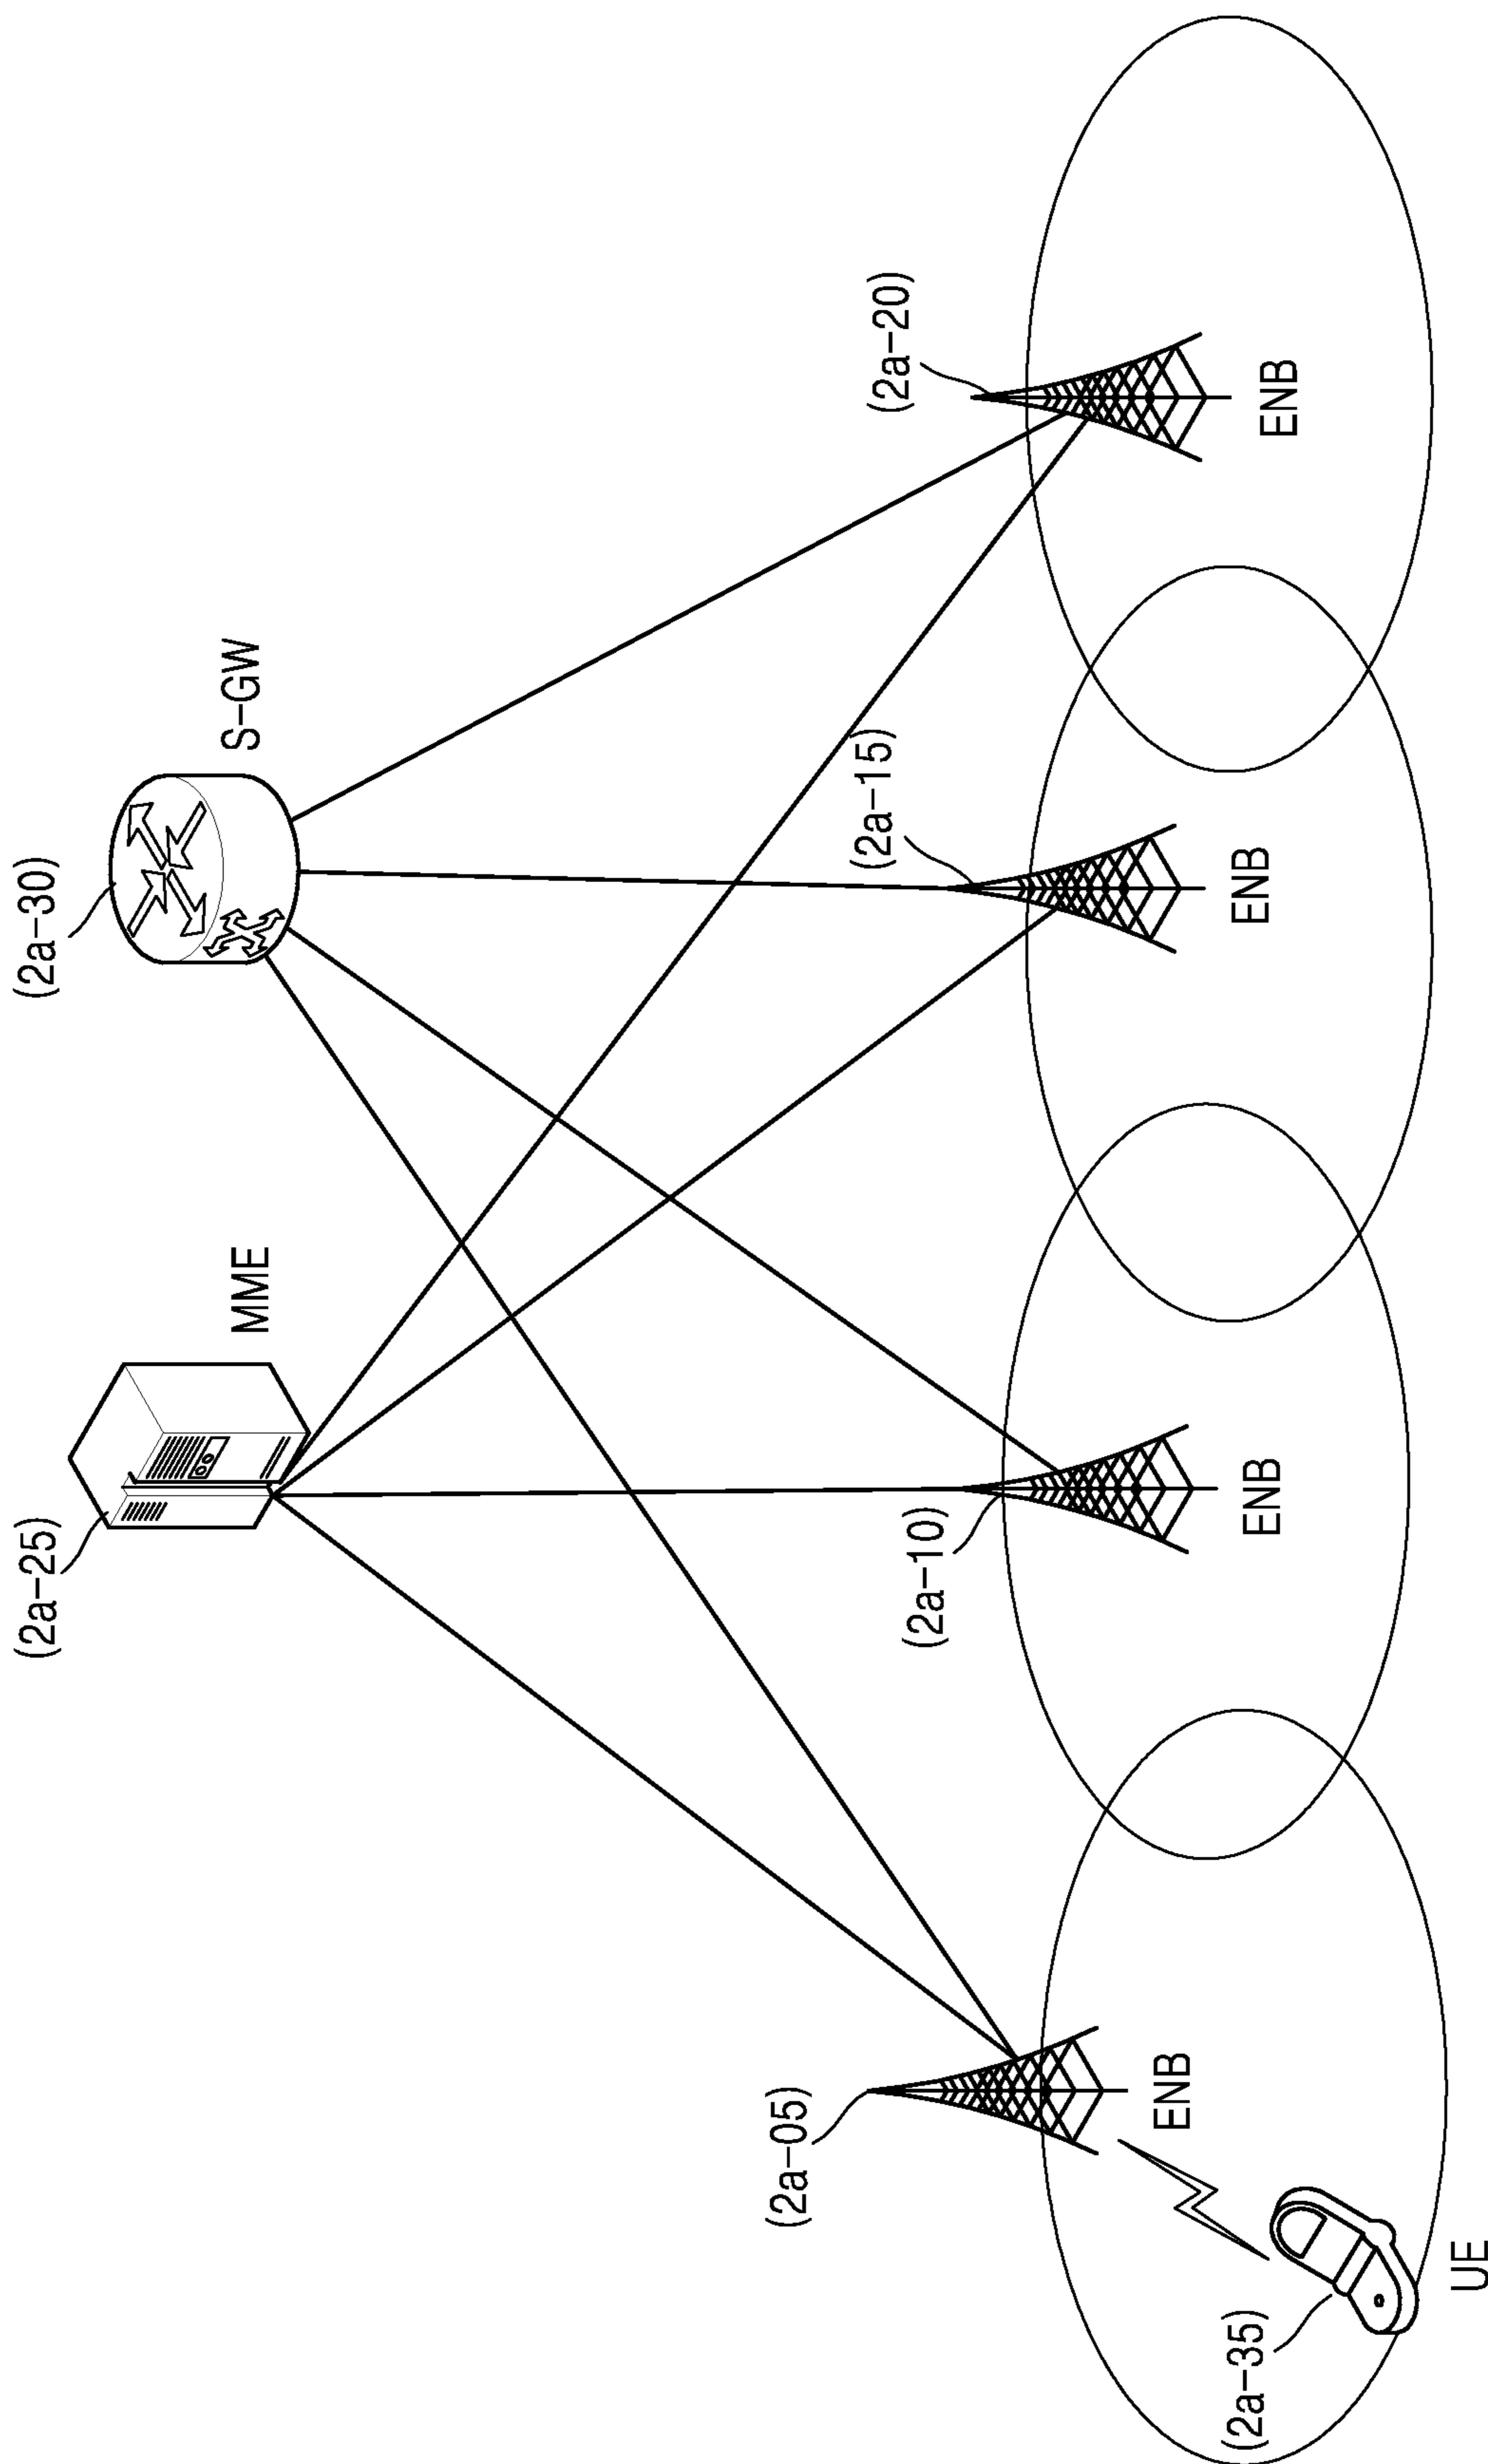 (2a-25)
MME
(2a-30)
S-GW
(2a-05)
ENB
(2a-10)
ENB
(2a-15)
ENB
(2a-20)
ENB
(2a-35)
UE